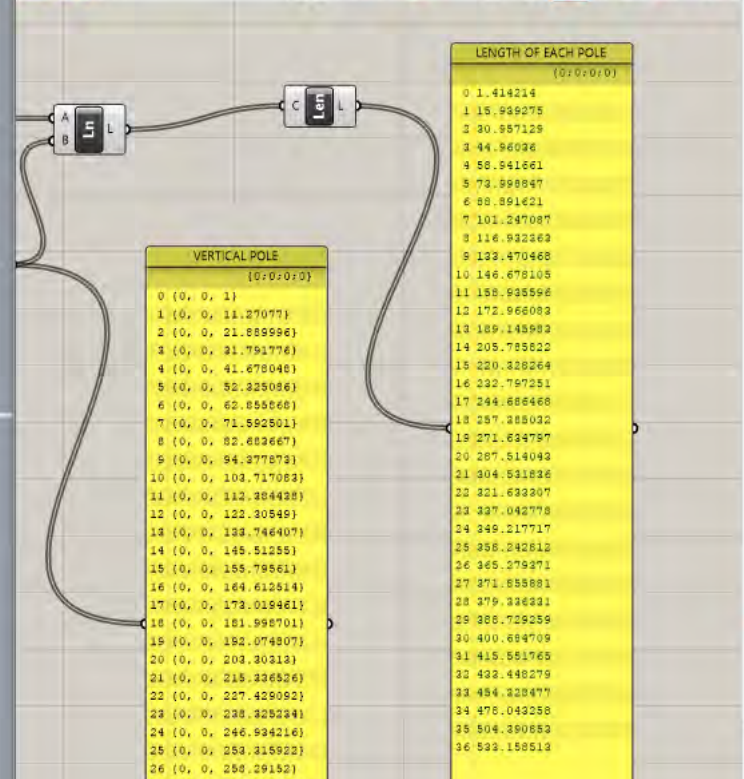 A
B
Ln
L
C
Len
L
LENGTH OF EACH POLE
{0;0;0;0}
0 1.414214
1 15.939275
2 30.957129
3 44.96036
4 58.941661
5 73.998847
6 88.891621
7 101.247087
8 116.932363
9 133.470468
10 146.678105
11 158.935596
12 172.966083
13 189.145983
14 205.785822
15 220.328264
16 232.797251
17 244.686468
18 257.385032
19 271.634797
20 287.514043
21 304.531836
22 321.633307
23 337.042778
24 349.217717
25 358.242812
26 365.279371
27 371.855881
28 379.336331
29 388.729259
30 400.684709
31 415.551765
32 433.448279
33 454.328477
34 478.043258
35 504.390853
36 533.158513
VERTICAL POLE
{0;0;0;0}
0 {0, 0, 1}
1 {0, 0, 11.27077}
2 {0, 0, 21.889996}
3 {0, 0, 31.791776}
4 {0, 0, 41.678048}
5 {0, 0, 52.325086}
6 {0, 0, 62.855868}
7 {0, 0, 71.592501}
8 {0, 0, 82.683667}
9 {0, 0, 94.377873}
10 {0, 0, 103.717083}
11 {0, 0, 112.384438}
12 {0, 0, 122.30549}
13 {0, 0, 133.746407}
14 {0, 0, 145.51255}
15 {0, 0, 155.79561}
16 {0, 0, 164.612514}
17 {0, 0, 173.019461}
18 {0, 0, 181.998701}
19 {0, 0, 192.074807}
20 {0, 0, 203.30313}
21 {0, 0, 215.336526}
22 {0, 0, 227.429092}
23 {0, 0, 238.325234}
24 {0, 0, 246.934216}
25 {0, 0, 253.315922}
26 {0, 0, 258.29152}